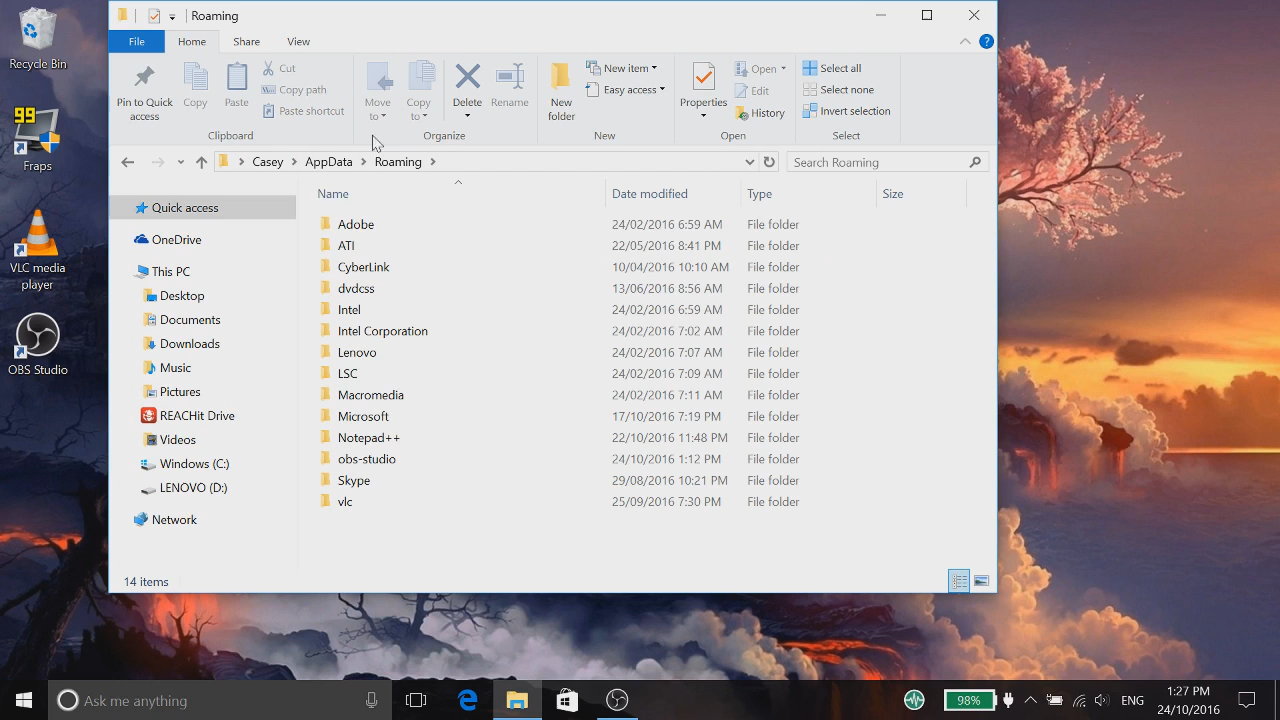 Roaming
File Home Share View
Pin to Quick access
Copy
Paste
Cut
Copy path
Paste shortcut
Clipboard
Move to
Copy to
Delete
Rename
Organize
New folder
New item
Easy access
New
Properties
Open
Edit
History
Open
Select all
Select none
Invert selection
Select
Casey AppData Roaming
Search Roaming
Name Date modified Type Size
Quick access
OneDrive
This PC
Desktop
Documents
Downloads
Music
Pictures
REACHit Drive
Videos
Windows (C:)
LENOVO (D:)
Network
Adobe 24/02/2016 6:59 AM File folder
ATI 22/05/2016 8:41 PM File folder
CyberLink 10/04/2016 10:10 AM File folder
dvdcss 13/06/2016 8:56 AM File folder
Intel 24/02/2016 6:59 AM File folder
Intel Corporation 24/02/2016 7:02 AM File folder
Lenovo 24/02/2016 7:07 AM File folder
LSC 24/02/2016 7:09 AM File folder
Macromedia 24/02/2016 7:11 AM File folder
Microsoft 17/10/2016 7:19 PM File folder
Notepad++ 22/10/2016 11:48 PM File folder
obs-studio 24/10/2016 1:12 PM File folder
Skype 29/08/2016 10:21 PM File folder
vlc 25/09/2016 7:30 PM File folder
14 items
Recycle Bin
99
Fraps
VLC media
player
OBS Studio
Ask me anything
98%
ENG
1:27 PM
24/10/2016